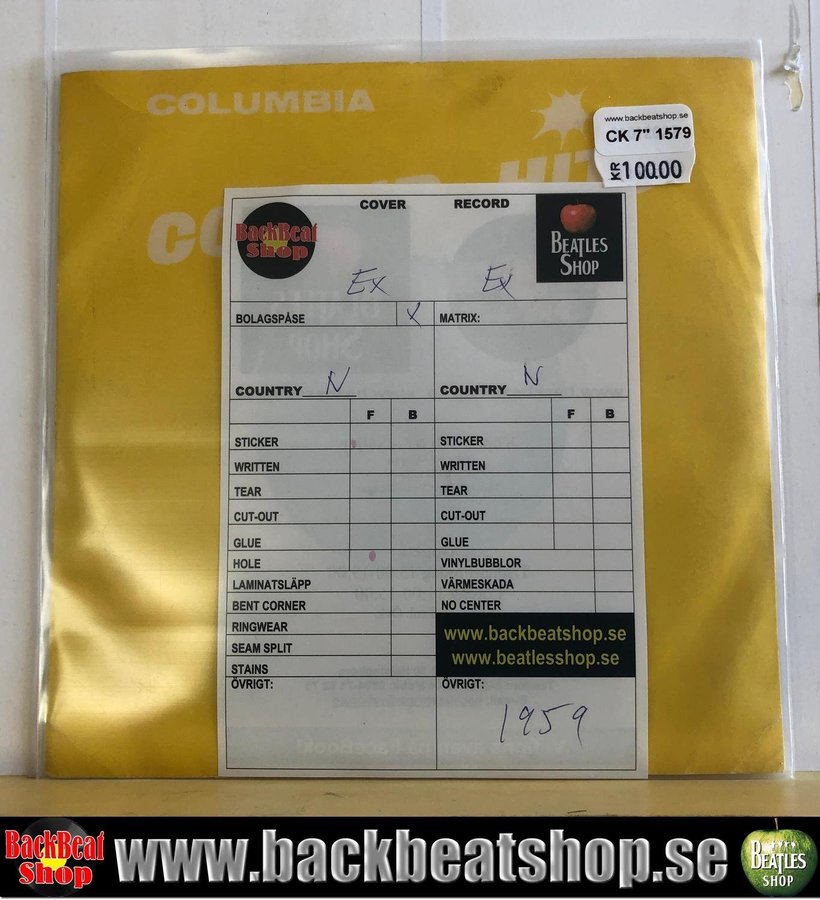 COLUMBIA
www.backbeatshop.se
CK 7" 1579
KR100.00
COVER RECORD
BackBeat
Shop
BEATLES
SHOP
Ex Ex
BOLAGSPÅSE X MATRIX:
COUNTRY N COUNTRY N
F B F B
STICKER STICKER
WRITTEN WRITTEN
TEAR TEAR
CUT-OUT CUT-OUT
GLUE GLUE
HOLE VINYLBUBBLOR
LAMINATSLÄPP VÄRMESKADA
BENT CORNER NO CENTER
RINGWEAR
SEAM SPLIT
STAINS
www.backbeatshop.se
www.beatlesshop.se
ÖVRIGT: ÖVRIGT:
1959
BackBeat
Shop
www.backbeatshop.se
BEATLES
SHOP